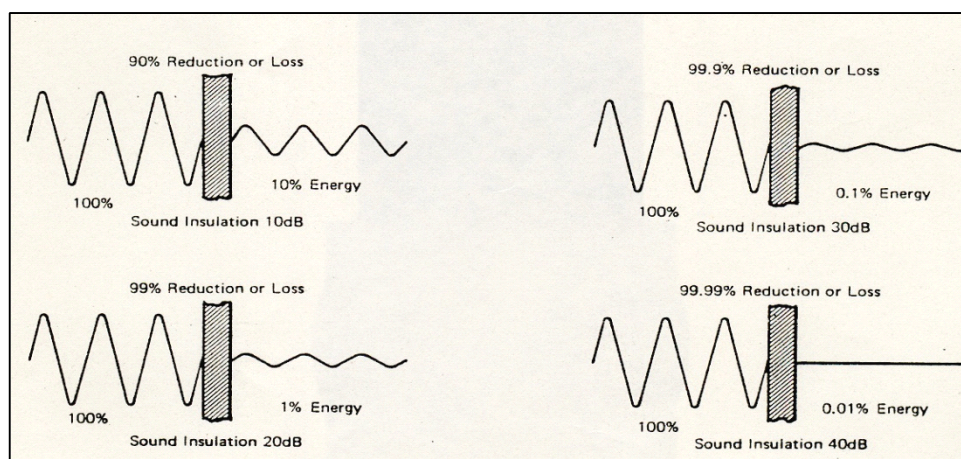 90% Reduction or Loss
100%
10% Energy
Sound Insulation 10dB
99.9% Reduction or Loss
100%
0.1% Energy
Sound Insulation 30dB
99% Reduction or Loss
100%
1% Energy
Sound Insulation 20dB
99.99% Reduction or Loss
100%
0.01% Energy
Sound Insulation 40dB